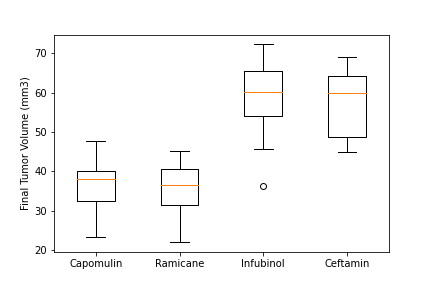 Final Tumor Volume (mm3)
70
60
50
40
30
20
Capomulin
Ramicane
Infubinol
Ceftamin